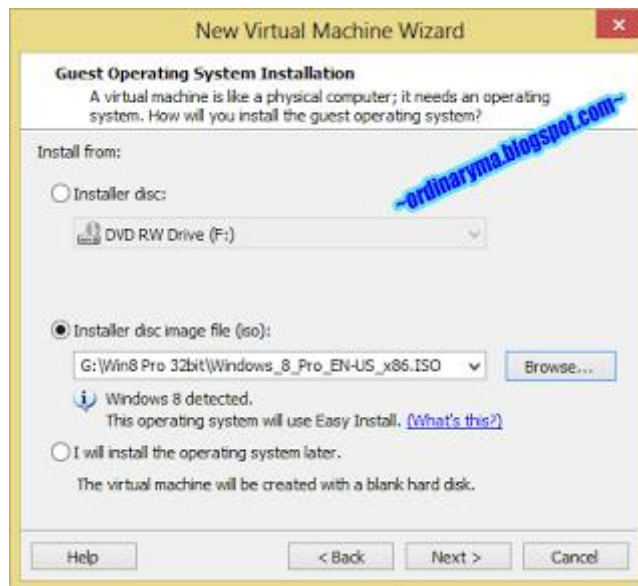 New Virtual Machine Wizard
Guest Operating System Installation
A virtual machine is like a physical computer; it needs an operating
system. How will you install the guest operating system?
~ordinaryma.blogspot.com~
Install from:
Installer disc:
DVD RW Drive (F:)
Installer disc image file (iso):
G:\Win8 Pro 32bit\Windows_8_Pro_EN-US_x86.ISO
Browse...
Windows 8 detected.
This operating system will use Easy Install. (What's this?)
I will install the operating system later.
The virtual machine will be created with a blank hard disk.
Help
< Back
Next >
Cancel